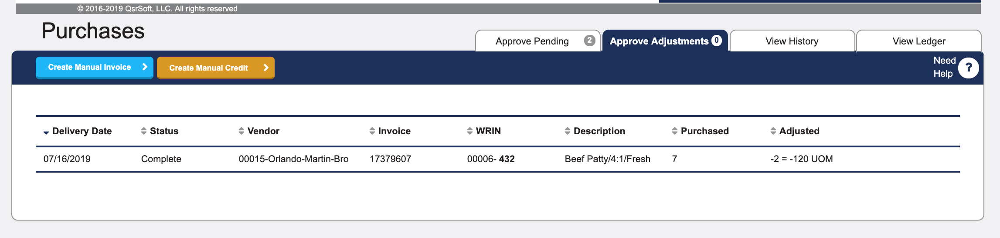 © 2016-2019 QsrSoft, LLC. All rights reserved
Purchases
Approve Pending 2
Approve Adjustments 0
View History
View Ledger
Create Manual Invoice
Create Manual Credit
Need
Help
?
Delivery Date Status Vendor Invoice WRIN Description Purchased Adjusted
07/16/2019 Complete 00015-Orlando-Martin-Bro 17379607 00006- 432 Beef Patty/4:1/Fresh 7 -2 = -120 UOM